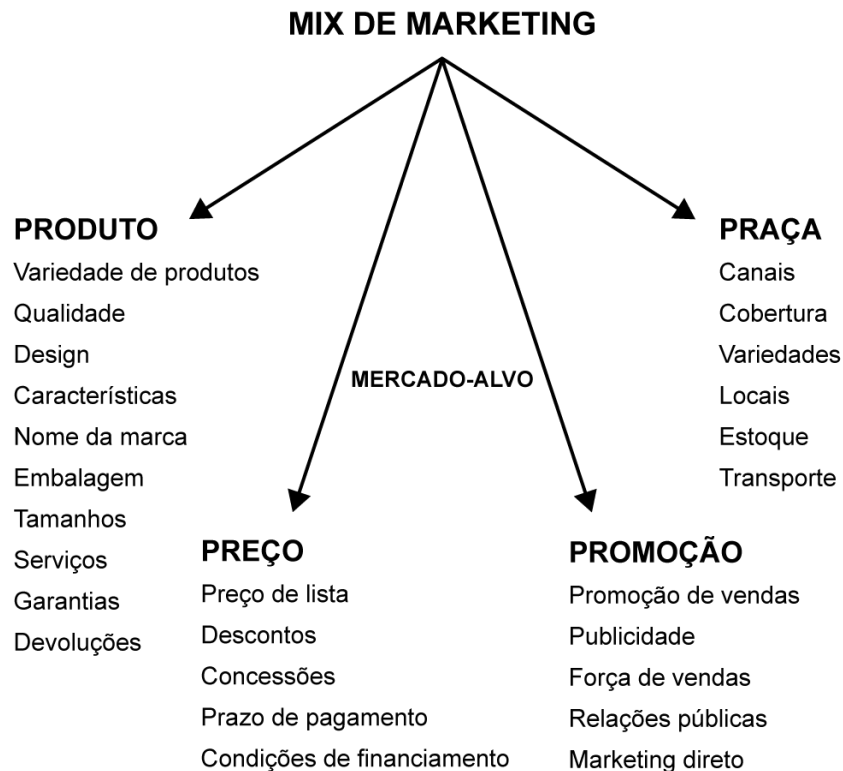 MIX DE MARKETING
PRODUTO
Variedade de produtos
Qualidade
Design
Características
Nome da marca
Embalagem
Tamanhos
Serviços
Garantias
Devoluções
MERCADO-ALVO
PREÇO
Preço de lista
Descontos
Concessões
Prazo de pagamento
Condições de financiamento
PROMOÇÃO
Promoção de vendas
Publicidade
Força de vendas
Relações públicas
Marketing direto
PRAÇA
Canais
Cobertura
Variedades
Locais
Estoque
Transporte